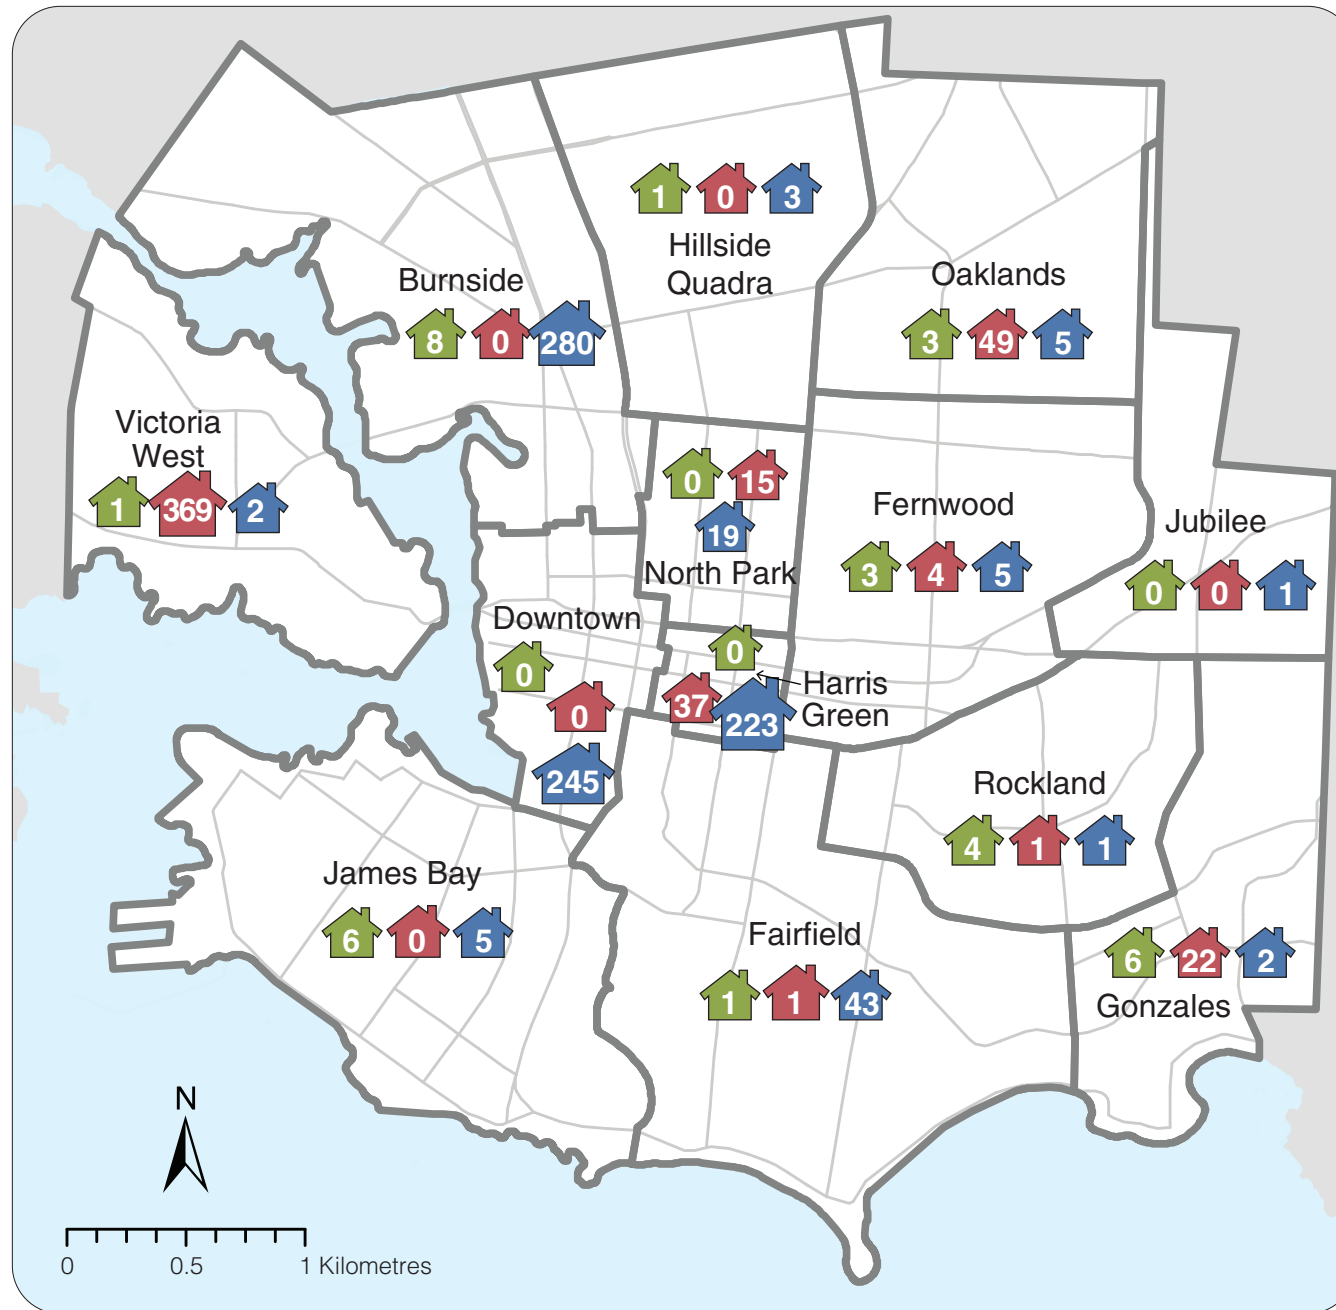 1 0 3
Hillside
Quadra
Burnside
8 0 280
Oaklands
3 49 5
Victoria
West
1 369 2
0 15
19
North Park
Fernwood
3 4 5
Jubilee
0 0 1
Downtown
0
0
245
0
37
223
Harris
Green
Rockland
4 1 1
James Bay
6 0 5
Fairfield
1 1 43
6 22 2
Gonzales
N
0 0.5 1 Kilometres